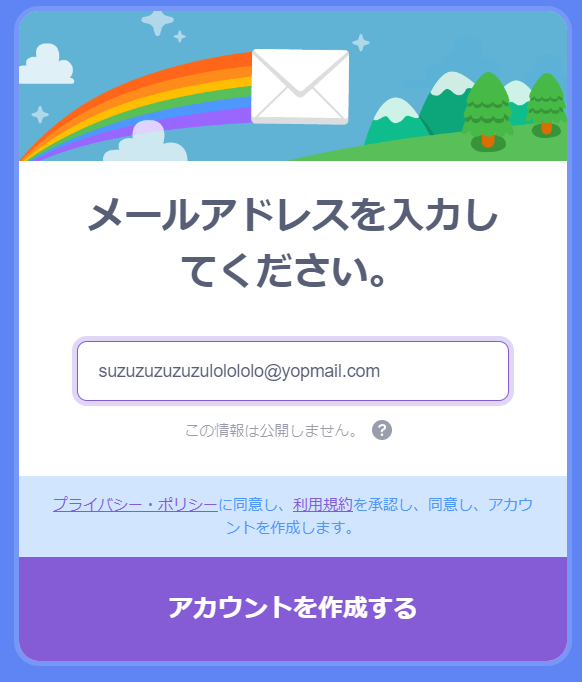 メールアドレスを入力し
てください。
suzuzuzuzuzulolololo@yopmail.com
この情報は公開しません。 ?
プライバシー・ポリシーに同意し、利用規約を承認し、同意し、アカウ
ントを作成します。
アカウントを作成する